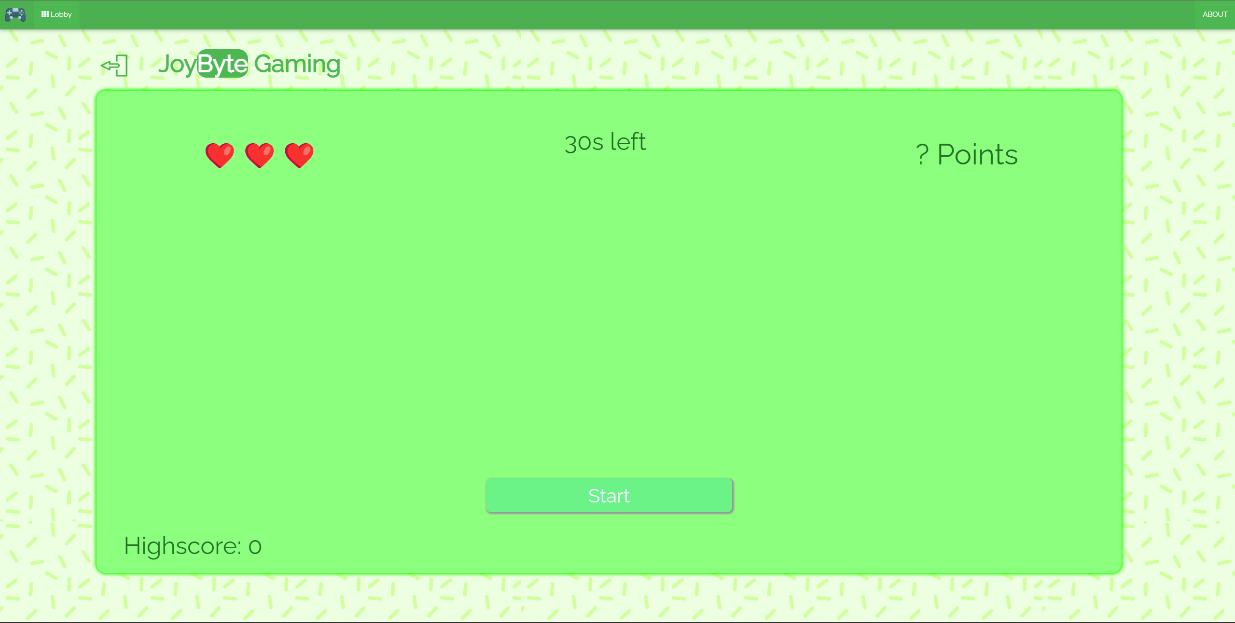 Lobby
ABOUT
JoyByte Gaming
30s left
? Points
Start
Highscore: 0